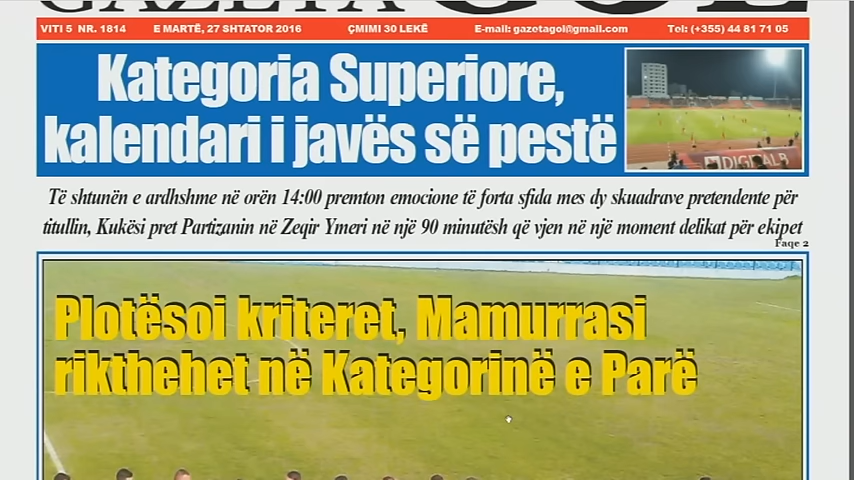 GAZETA GOL
VITI 5 NR. 1814 E MARTË, 27 SHTATOR 2016 ÇMIMI 30 LEKË E-mail: gazetagol@gmail.com Tel: (+355) 44 81 71 05
Kategoria Superiore,
kalendari i javës së pestë
DIGITALB
Të shtunën e ardhshme në orën 14:00 premton emocione të forta sfida mes dy skuadrave pretendente për
titullin, Kukësi pret Partizanin në Zeqir Ymeri në një 90 minutësh që vjen në një moment delikat për ekipet
Faqe 2
Plotësoi kriteret, Mamurrasi
rikthehet në Kategorinë e Parë